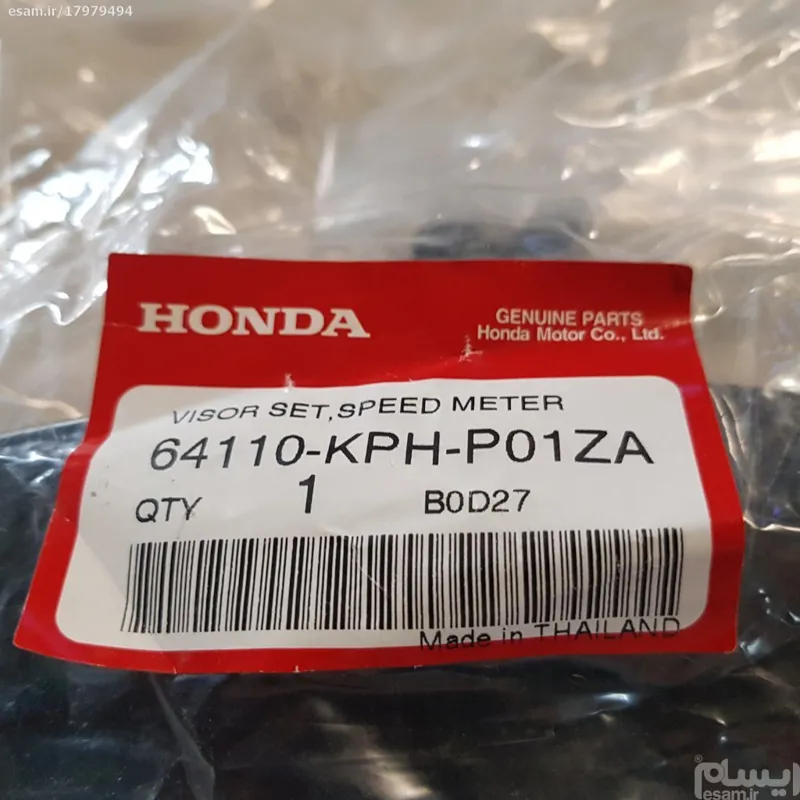 esam.ir/17979494
HONDA
GENUINE PARTS
Honda Motor Co., Ltd.
VISOR SET,SPEED METER
64110-KPH-P01ZA
QTY 1 B0D27
Made in THAILAND
ایسام®
esam.ir